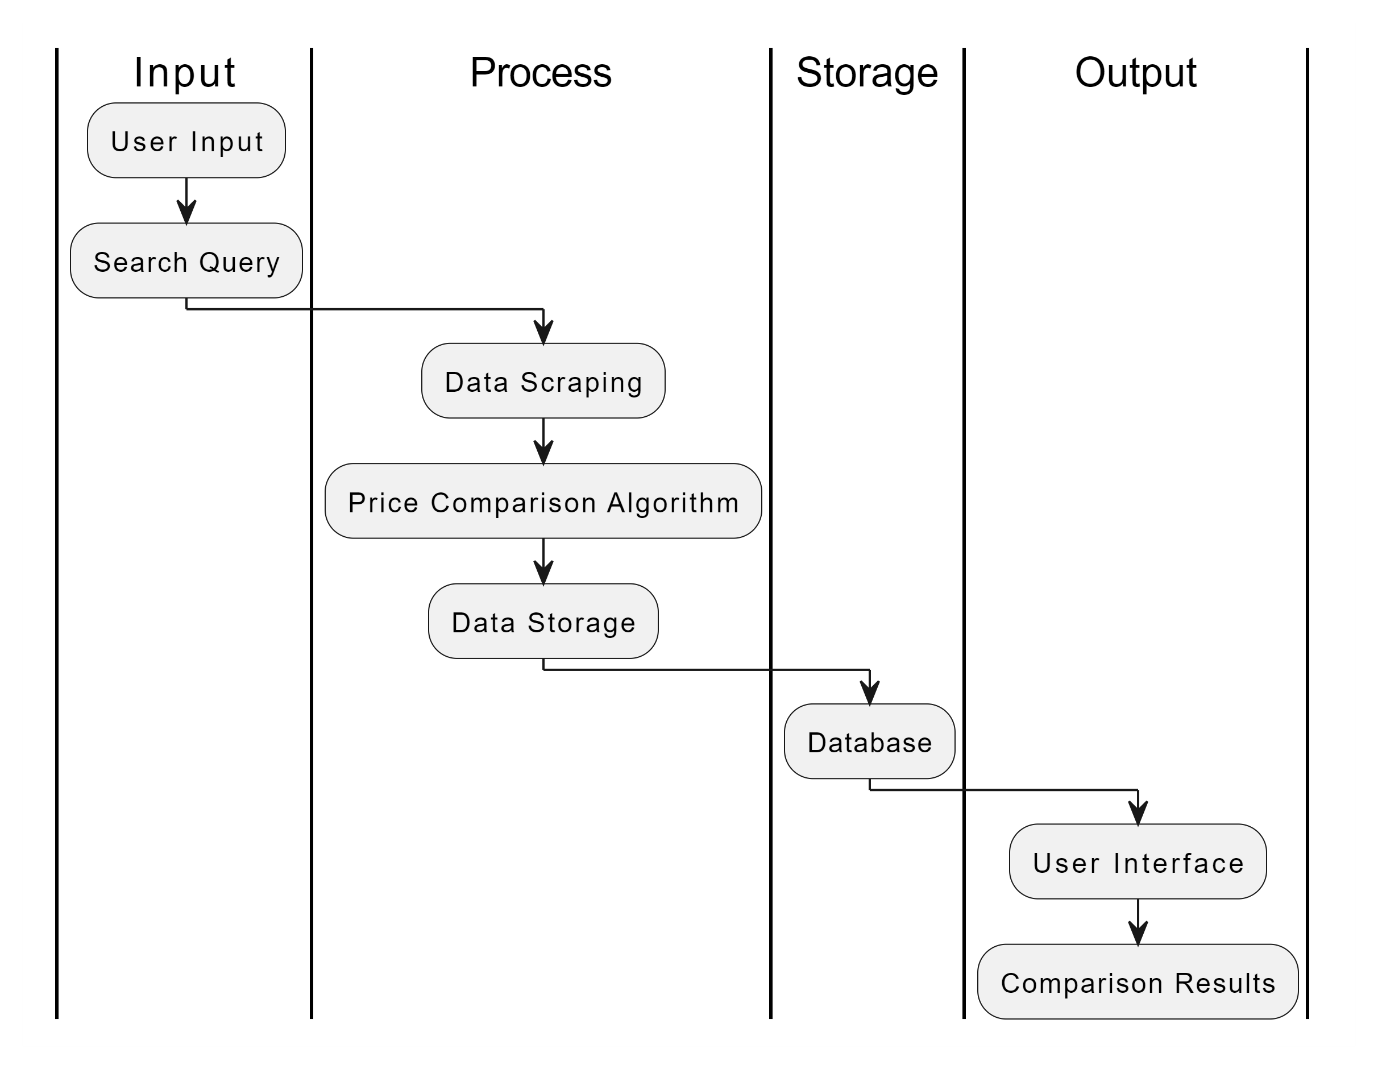 Input
Process
Storage
Output
User Input
Search Query
Data Scraping
Price Comparison Algorithm
Data Storage
Database
User Interface
Comparison Results